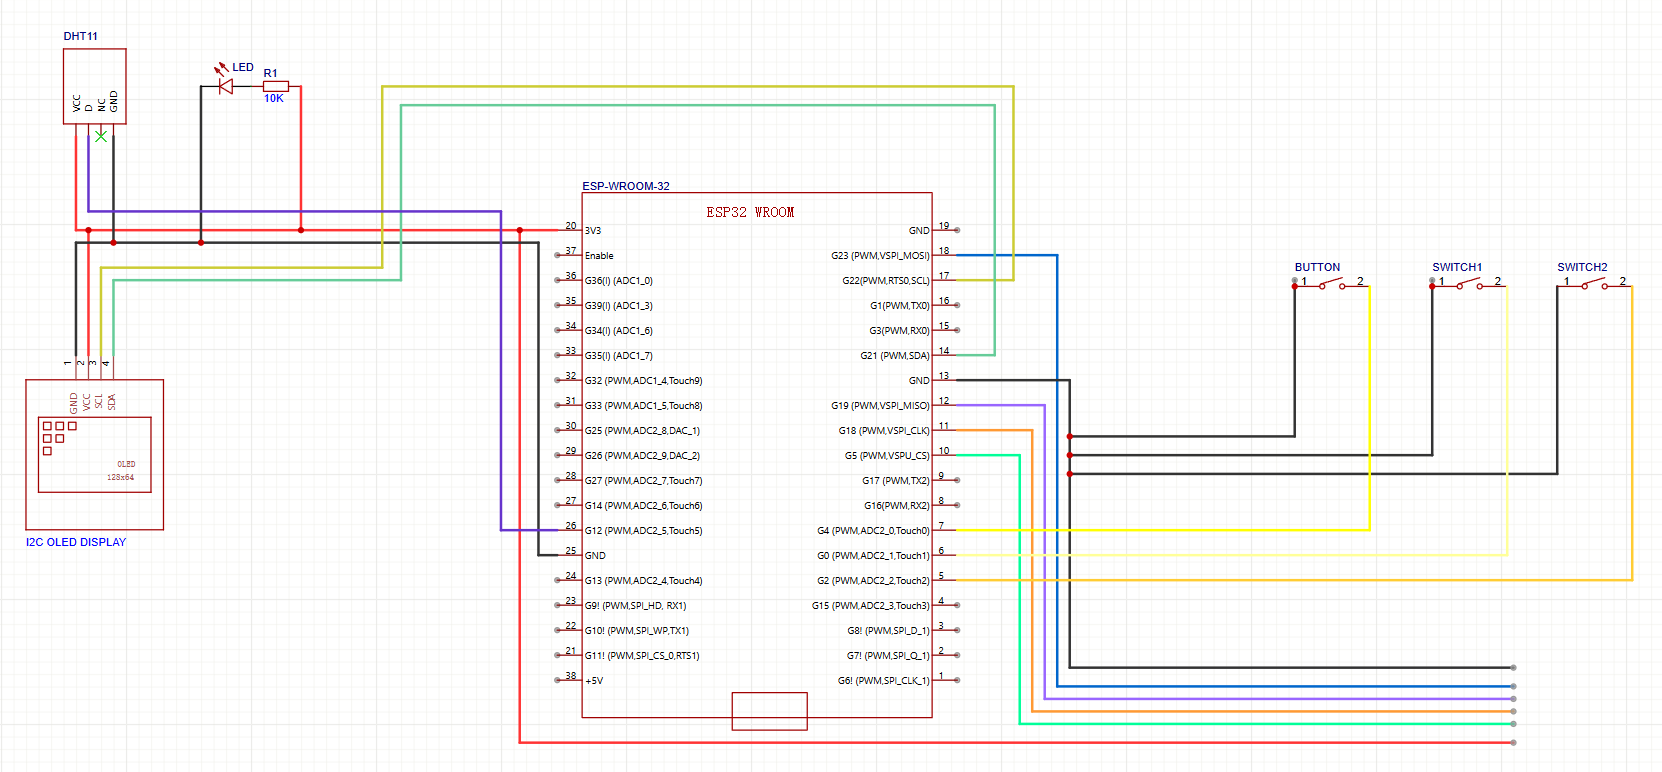 DHT11
VCC
D
NC
GND
LED
R1
10K
ESP-WROOM-32
ESP32 WROOM
20 3V3
37 Enable
36 G36(I) (ADC1_0)
35 G39(I) (ADC1_3)
34 G34(I) (ADC1_6)
33 G35(I) (ADC1_7)
32 G32 (PWM,ADC1_4,Touch9)
31 G33 (PWM,ADC1_5,Touch8)
30 G25 (PWM,ADC2_8,DAC_1)
29 G26 (PWM,ADC2_9,DAC_2)
28 G27 (PWM,ADC2_7,Touch7)
27 G14 (PWM,ADC2_6,Touch6)
26 G12 (PWM,ADC2_5,Touch5)
25 GND
24 G13 (PWM,ADC2_4,Touch4)
23 G9! (PWM,SPI_HD, RX1)
22 G10! (PWM,SPI_WP,TX1)
21 G11! (PWM,SPI_CS_0,RTS1)
38 +5V
GND 19
G23 (PWM,VSPI_MOSI) 18
G22(PWM,RTS0,SCL) 17
G1(PWM,TX0) 16
G3(PWM,RX0) 15
G21 (PWM,SDA) 14
GND 13
G19 (PWM,VSPI_MISO) 12
G18 (PWM,VSPI_CLK) 11
G5 (PWM,VSPU_CS) 10
G17 (PWM,TX2) 9
G16(PWM,RX2) 8
G4 (PWM,ADC2_0,Touch0) 7
G0 (PWM,ADC2_1,Touch1) 6
G2 (PWM,ADC2_2,Touch2) 5
G15 (PWM,ADC2_3,Touch3) 4
G8! (PWM,SPI_D_1) 3
G7! (PWM,SPI_Q_1) 2
G6! (PWM,SPI_CLK_1) 1
BUTTON
1 2
SWITCH1
1 2
SWITCH2
1 2
1 2 3 4
GND
VCC
SCL
SDA
OLED
128x64
I2C OLED DISPLAY